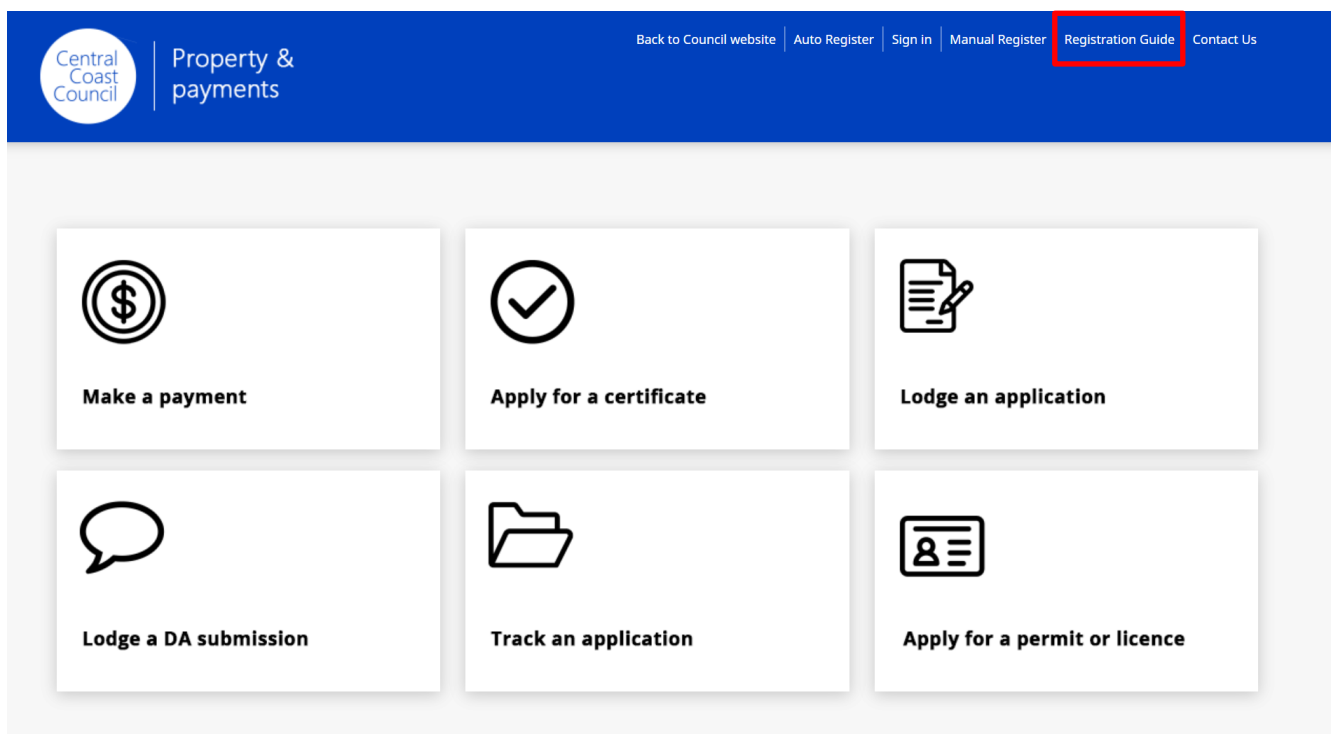 Central
Coast
Council
Property &
payments
Back to Council website
Auto Register
Sign in
Manual Register
Registration Guide
Contact Us
$
Make a payment
Apply for a certificate
Lodge an application
Lodge a DA submission
Track an application
Apply for a permit or licence